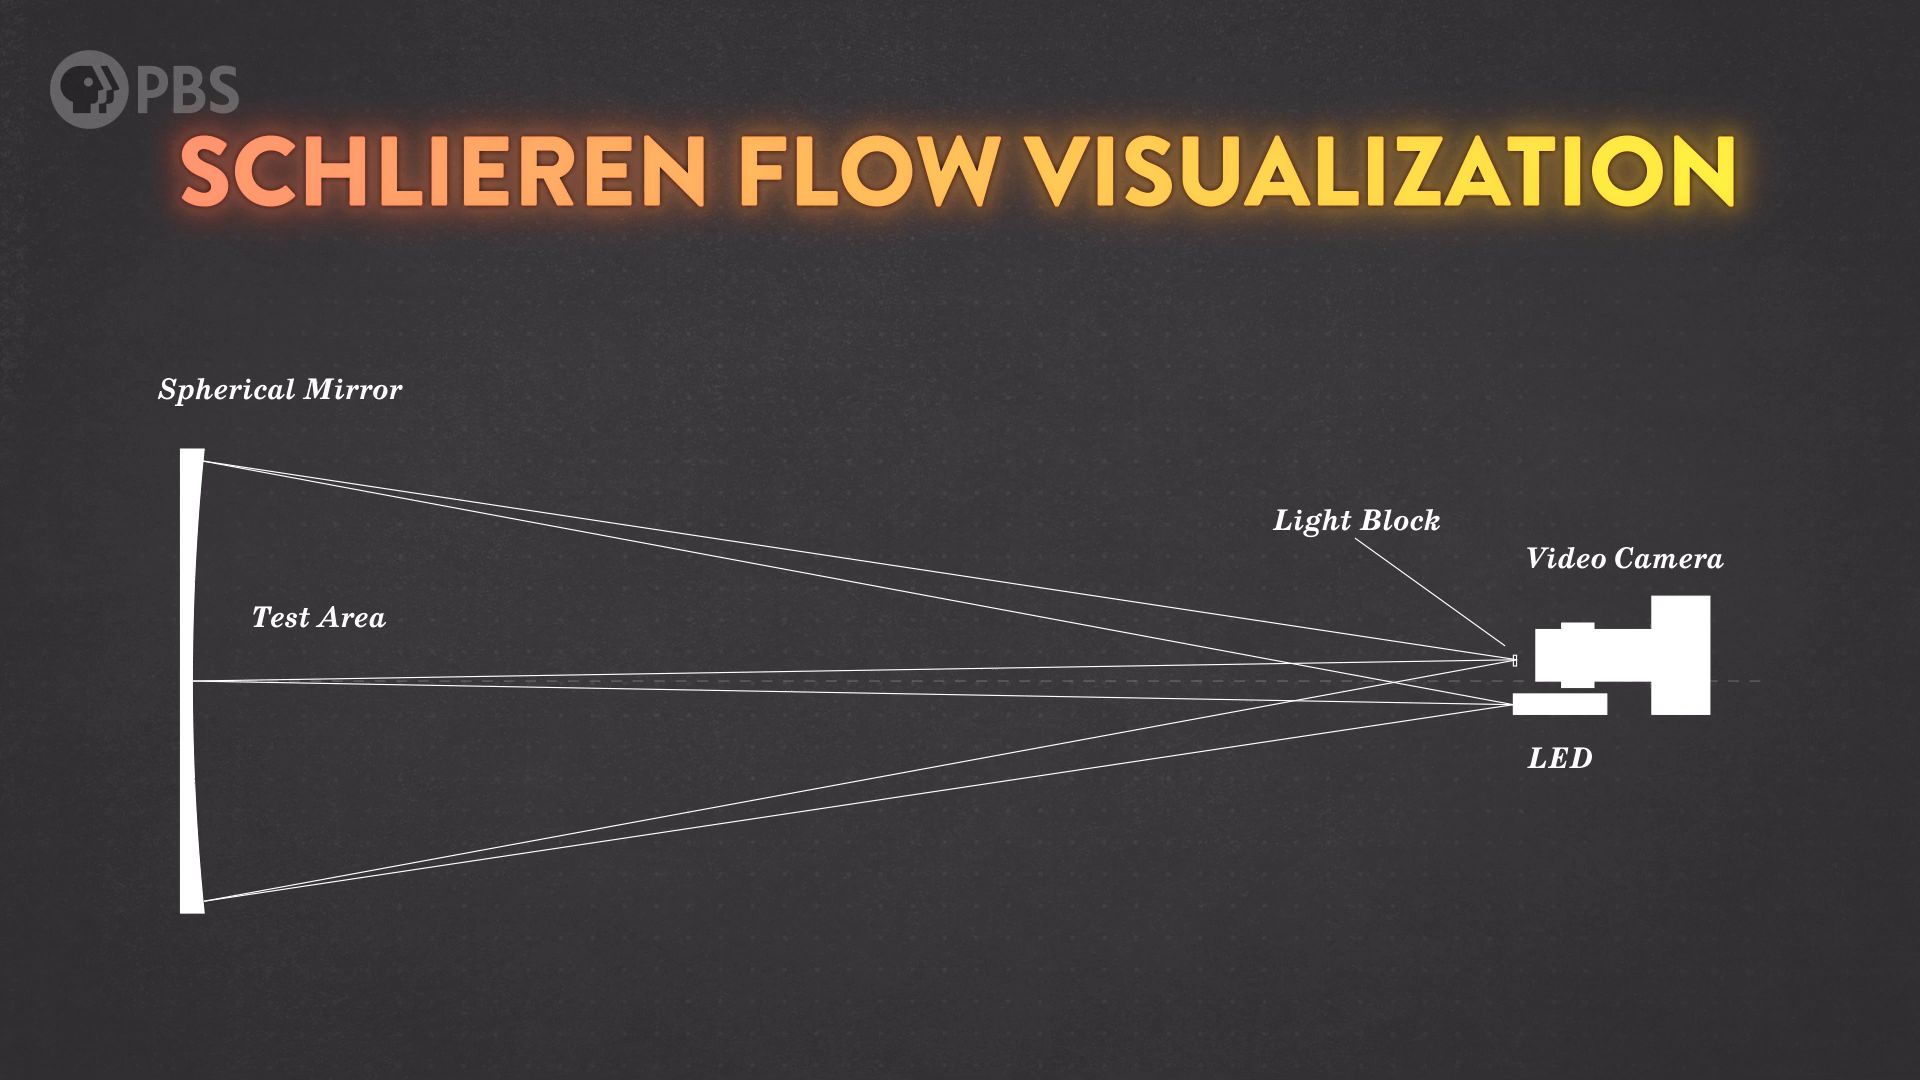 PBS
SCHLIEREN FLOW VISUALIZATION
Spherical Mirror
Light Block
Video Camera
Test Area
LED